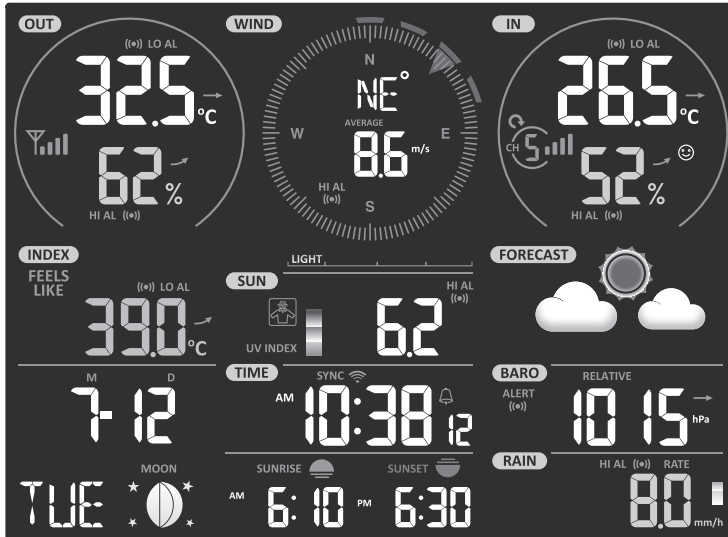 OUT
LO AL
32.5 °C
62 %
HI AL
WIND
N
NE°
W
AVERAGE
E
8.6 m/s
HI AL
S
IN
LO AL
26.5 °C
CH 5
52 %
HI AL
INDEX
FEELS LIKE
LO AL
39.0 °C
LIGHT
SUN
HI AL
UV INDEX
6.2
FORECAST
M D
7-12
TIME
SYNC
AM 10:38 12
BARO
RELATIVE
ALERT
1015 hPa
TUE
MOON
SUNRISE
AM 6:10
SUNSET
PM 6:30
RAIN
HI AL RATE
8.0 mm/h